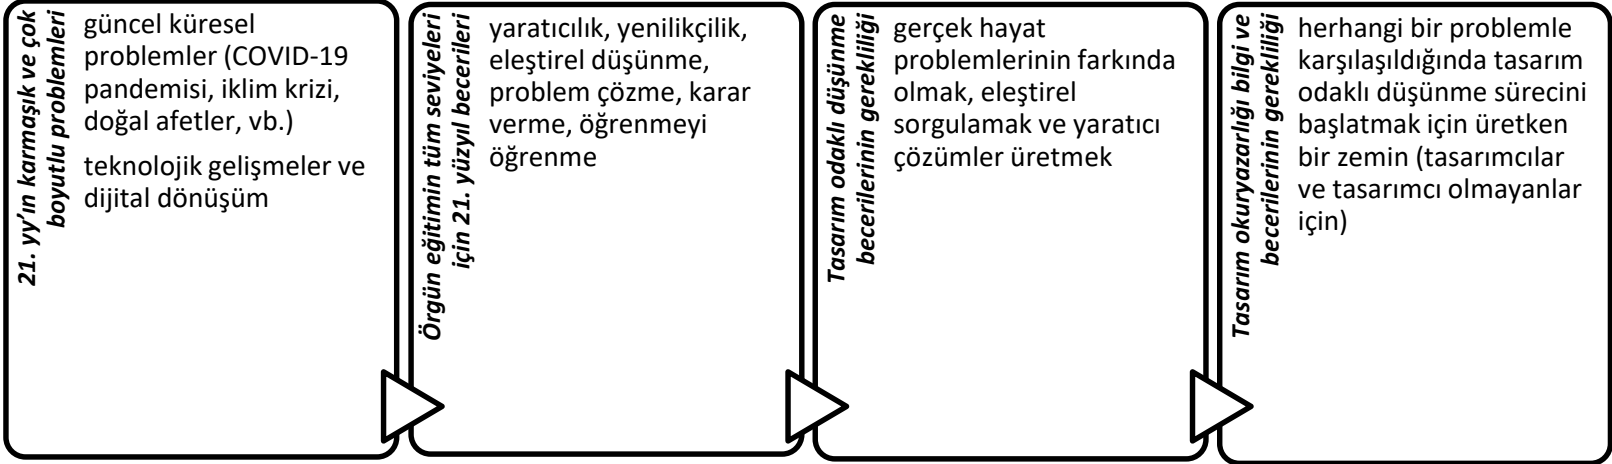 21. yy’ın karmaşık ve çok
boyutlu problemleri
güncel küresel
problemler (COVID-19
pandemisi, iklim krizi,
doğal afetler, vb.)
teknolojik gelişmeler ve
dijital dönüşüm
Örgün eğitimin tüm seviyeleri
için 21. yüzyıl becerileri
yaratıcılık, yenilikçilik,
eleştirel düşünme,
problem çözme, karar
verme, öğrenmeyi
öğrenme
Tasarım odaklı düşünme
becerilerinin gerekliliği
gerçek hayat
problemlerinin farkında
olmak, eleştirel
sorgulamak ve yaratıcı
çözümler üretmek
Tasarım okuryazarlığı bilgi ve
becerilerinin gerekliliği
herhangi bir problemle
karşılaşıldığında tasarım
odaklı düşünme sürecini
başlatmak için üretken
bir zemin (tasarımcılar
ve tasarımcı olmayanlar
için)